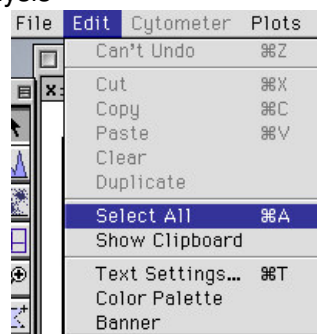 File Edit Cytometer Plots
Can't Undo ⌘Z
X:
Cut ⌘X
Copy ⌘C
Paste ⌘V
Clear
Duplicate
Select All ⌘A
Show Clipboard
Text Settings... ⌘T
Color Palette
Banner